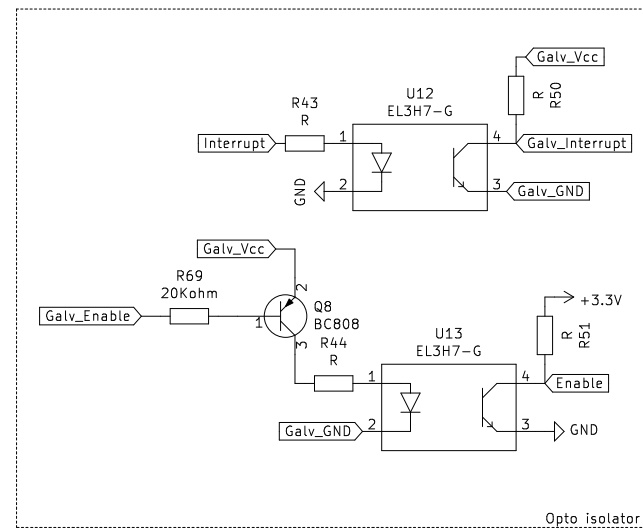 Galv_Vcc
U12
EL3H7-G
R
R50
R43
R
Interrupt
1
4
Galv_Interrupt
GND
2
3
Galv_GND
Galv_Vcc
R69
20Kohm
2
Galv_Enable
1
Q8
BC808
3
+3.3V
R44
R
U13
EL3H7-G
R
R51
1
4
Enable
Galv_GND
2
3
GND
Opto isolator